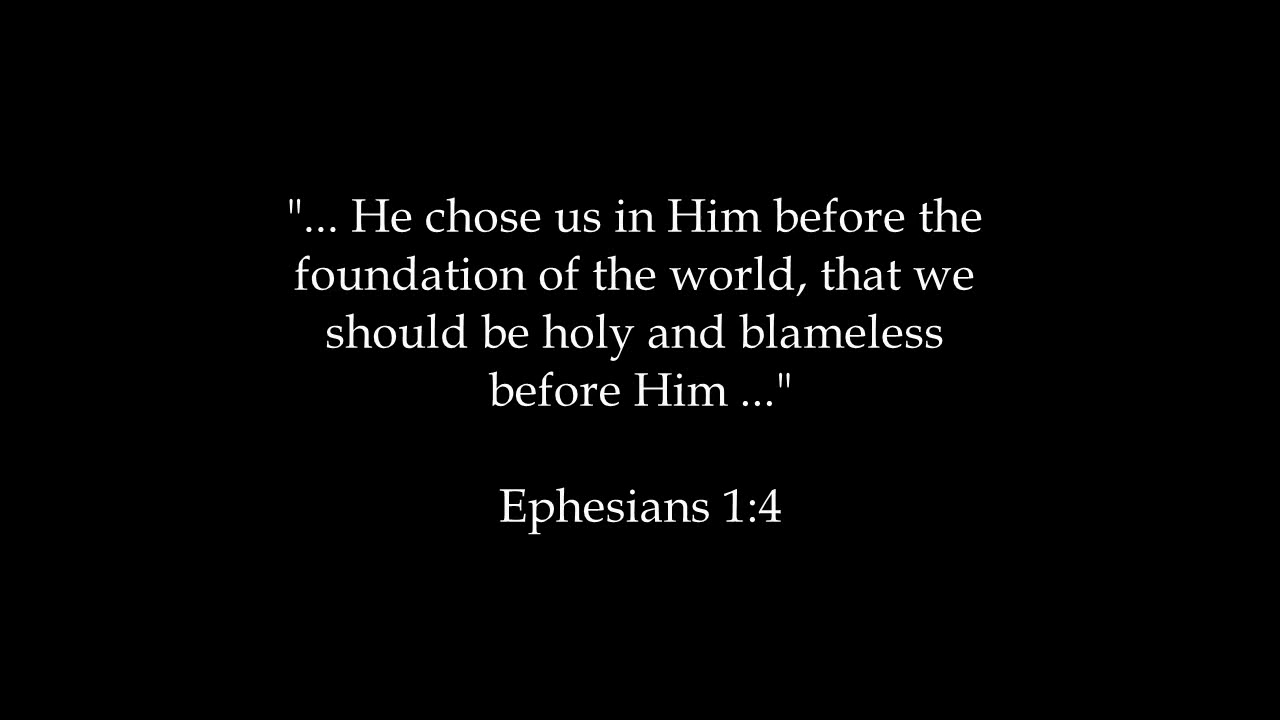 "... He chose us in Him before the
foundation of the world, that we
should be holy and blameless
before Him ..."
Ephesians 1:4